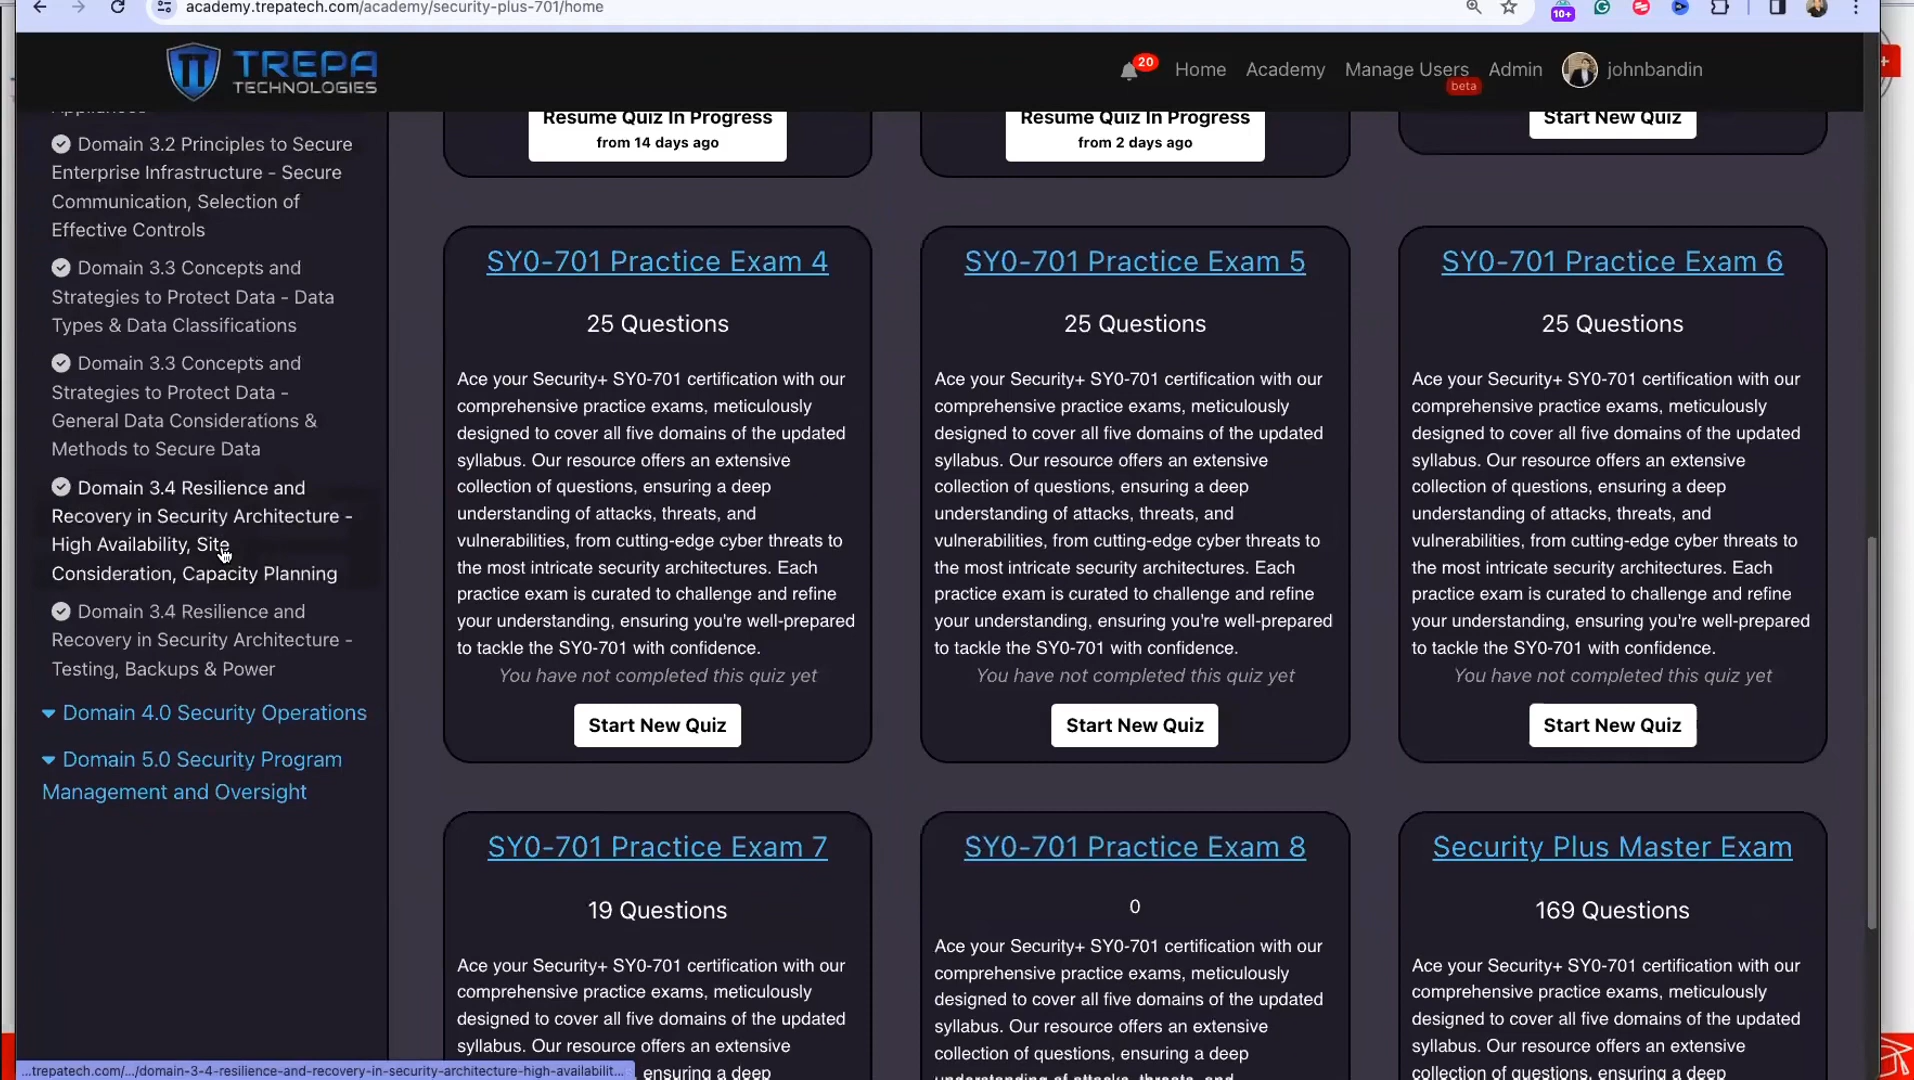 academy.trepatech.com/academy/security-plus-701/home
10+
TREPA
TECHNOLOGIES
20
Home
Academy
Manage Users
beta
Admin
johnbandin
Domain 3.2 Principles to Secure
Enterprise Infrastructure - Secure
Communication, Selection of
Effective Controls
Domain 3.3 Concepts and
Strategies to Protect Data - Data
Types & Data Classifications
Domain 3.3 Concepts and
Strategies to Protect Data -
General Data Considerations &
Methods to Secure Data
Domain 3.4 Resilience and
Recovery in Security Architecture -
High Availability, Site
Consideration, Capacity Planning
Domain 3.4 Resilience and
Recovery in Security Architecture -
Testing, Backups & Power
Domain 4.0 Security Operations
Domain 5.0 Security Program
Management and Oversight
Resume Quiz In Progress
from 14 days ago
Resume Quiz In Progress
from 2 days ago
Start New Quiz
SY0-701 Practice Exam 4
25 Questions
Ace your Security+ SY0-701 certification with our
comprehensive practice exams, meticulously
designed to cover all five domains of the updated
syllabus. Our resource offers an extensive
collection of questions, ensuring a deep
understanding of attacks, threats, and
vulnerabilities, from cutting-edge cyber threats to
the most intricate security architectures. Each
practice exam is curated to challenge and refine
your understanding, ensuring you're well-prepared
to tackle the SY0-701 with confidence.
You have not completed this quiz yet
Start New Quiz
SY0-701 Practice Exam 5
25 Questions
Ace your Security+ SY0-701 certification with our
comprehensive practice exams, meticulously
designed to cover all five domains of the updated
syllabus. Our resource offers an extensive
collection of questions, ensuring a deep
understanding of attacks, threats, and
vulnerabilities, from cutting-edge cyber threats to
the most intricate security architectures. Each
practice exam is curated to challenge and refine
your understanding, ensuring you're well-prepared
to tackle the SY0-701 with confidence.
You have not completed this quiz yet
Start New Quiz
SY0-701 Practice Exam 6
25 Questions
Ace your Security+ SY0-701 certification with our
comprehensive practice exams, meticulously
designed to cover all five domains of the updated
syllabus. Our resource offers an extensive
collection of questions, ensuring a deep
understanding of attacks, threats, and
vulnerabilities, from cutting-edge cyber threats to
the most intricate security architectures. Each
practice exam is curated to challenge and refine
your understanding, ensuring you're well-prepared
to tackle the SY0-701 with confidence.
You have not completed this quiz yet
Start New Quiz
SY0-701 Practice Exam 7
19 Questions
Ace your Security+ SY0-701 certification with our
comprehensive practice exams, meticulously
designed to cover all five domains of the updated
syllabus. Our resource offers an extensive
ensuring a deep
SY0-701 Practice Exam 8
0
Ace your Security+ SY0-701 certification with our
comprehensive practice exams, meticulously
designed to cover all five domains of the updated
syllabus. Our resource offers an extensive
collection of questions, ensuring a deep
understanding of attacks, threats, and
Security Plus Master Exam
169 Questions
Ace your Security+ SY0-701 certification with our
comprehensive practice exams, meticulously
designed to cover all five domains of the updated
syllabus. Our resource offers an extensive
collection of questions, ensuring a deep
...trepatech.com/.../domain-3-4-resilience-and-recovery-in-security-architecture-high-availabilit...